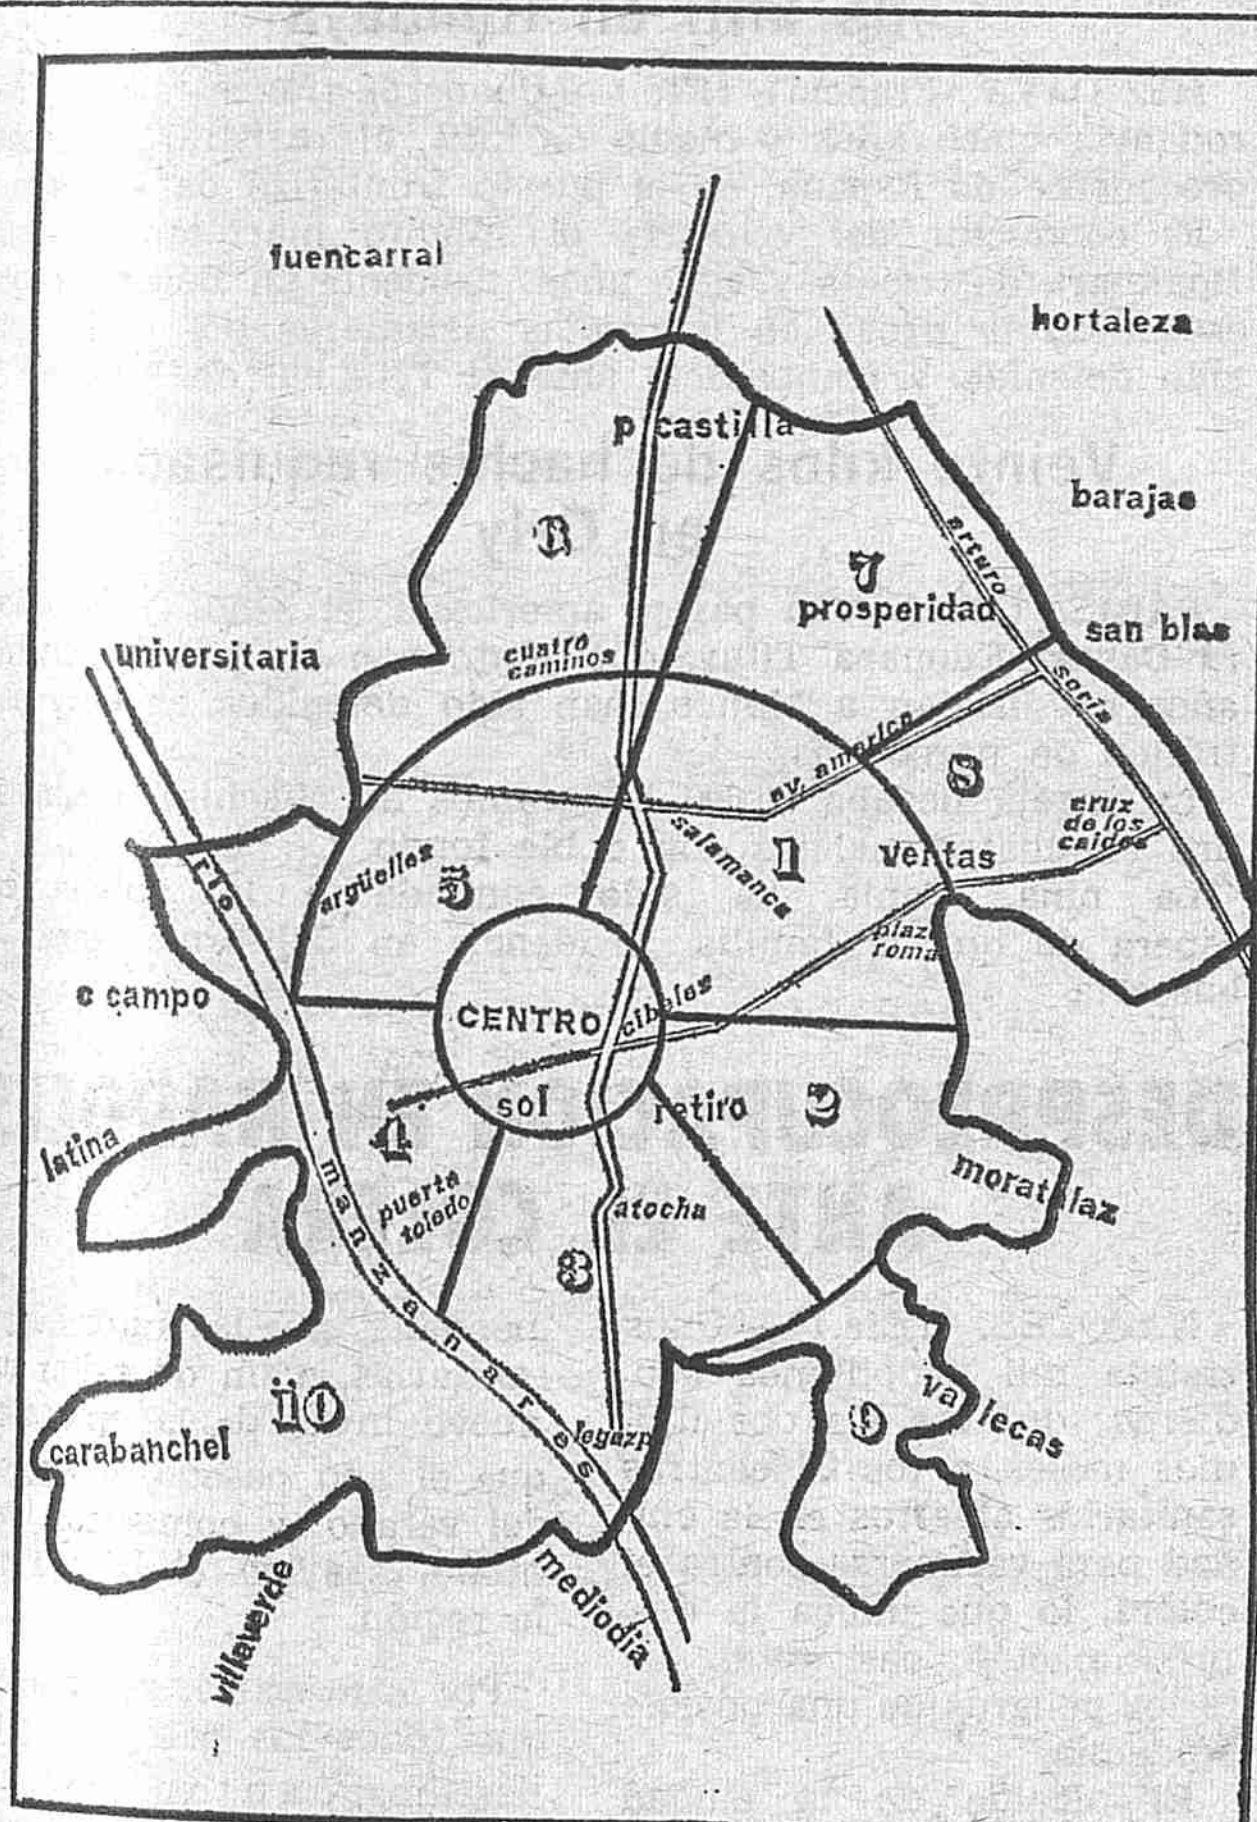 fuencarral
hortaleza
p castilla
barajas
6
7
arturo
prosperidad
san blas
universitaria
cuatro
caminos
soria
av. america
8
cruz
de los
caidos
salamanca
1
ventas
argüelles
5
rio
plaza
roma
c campo
CENTRO
cibeles
sol
retiro
2
4
latina
puerta
toledo
manzanares
atocha
moratalaz
3
10
vallecas
9
carabanchel
legazpi
villaverde
mediodia